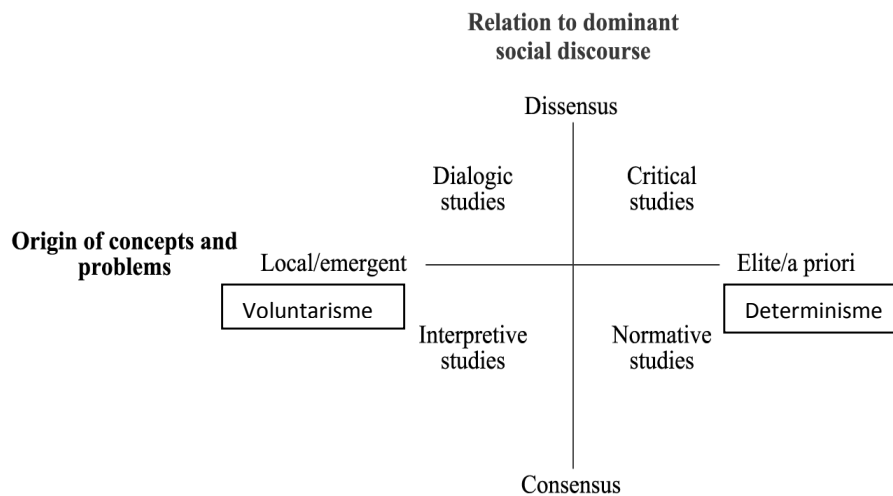 Relation to dominant
social discourse
Dissensus
Dialogic
studies
Critical
studies
Origin of concepts and
problems
Local/emergent
Elite/a priori
Voluntarisme
Determinisme
Interpretive
studies
Normative
studies
Consensus